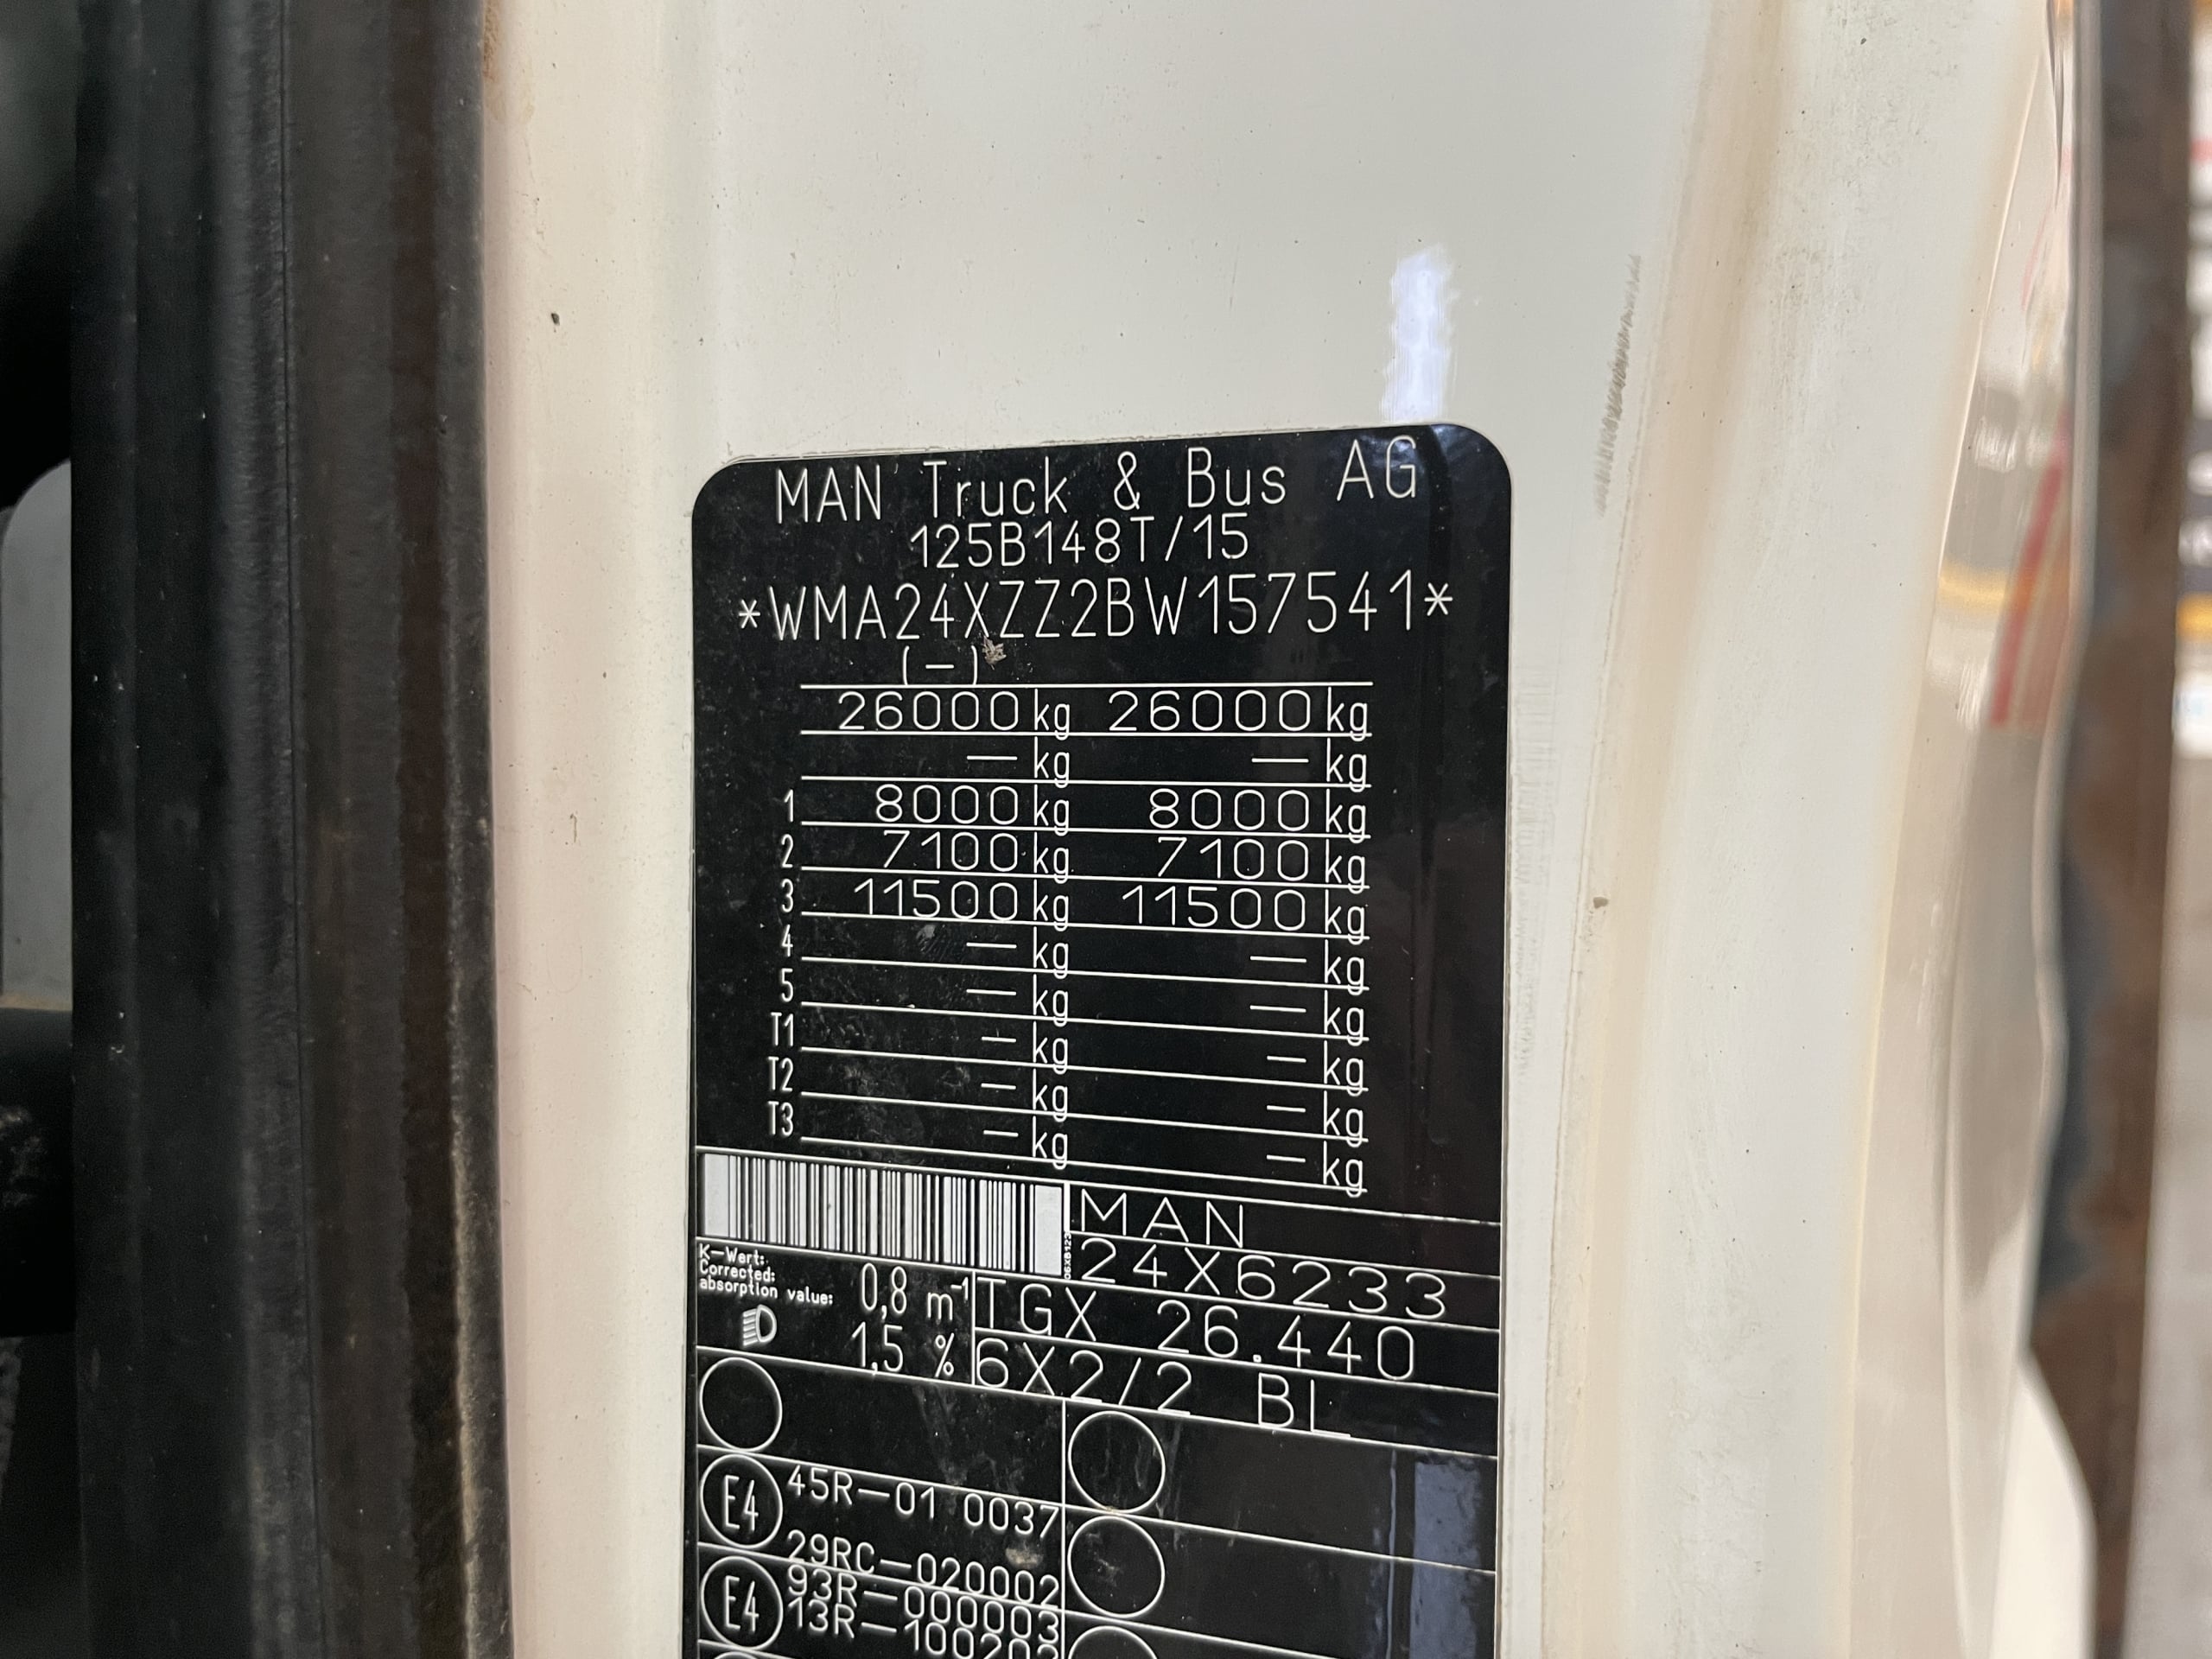 MAN Truck & Bus AG
125B148T/15
*WMA24XZZ2BW157541*
(–)
26000 kg 26000 kg
— kg — kg
1 8000 kg 8000 kg
2 7100 kg 7100 kg
3 11500 kg 11500 kg
4 — kg — kg
5 — kg — kg
T1 — kg — kg
T2 — kg — kg
T3 — kg — kg
MAN
24X6233
K-Wert:
Corrected:
absorption value: 0,8 m-1
TGX 26.440
1,5 %
6X2/2 BL
E4 45R-01 0037
29RC-020002
E4 93R-000003
13R-100202